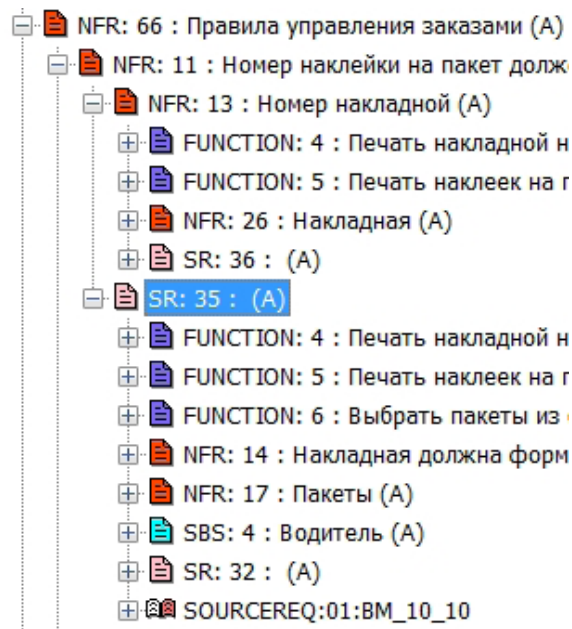 NFR: 66 : Правила управления заказами (A)
NFR: 11 : Номер наклейки на пакет
NFR: 13 : Номер накладной (A)
FUNCTION: 4 : Печать накладной
FUNCTION: 5 : Печать наклеек на
NFR: 26 : Накладная (A)
SR: 36 : (A)
SR: 35 : (A)
FUNCTION: 4 : Печать накладной
FUNCTION: 5 : Печать наклеек на
FUNCTION: 6 : Выбрать пакеты из
NFR: 14 : Накладная должна
NFR: 17 : Пакеты (A)
SBS: 4 : Водитель (A)
SR: 32 : (A)
SOURCEREQ:01:BM_10_10